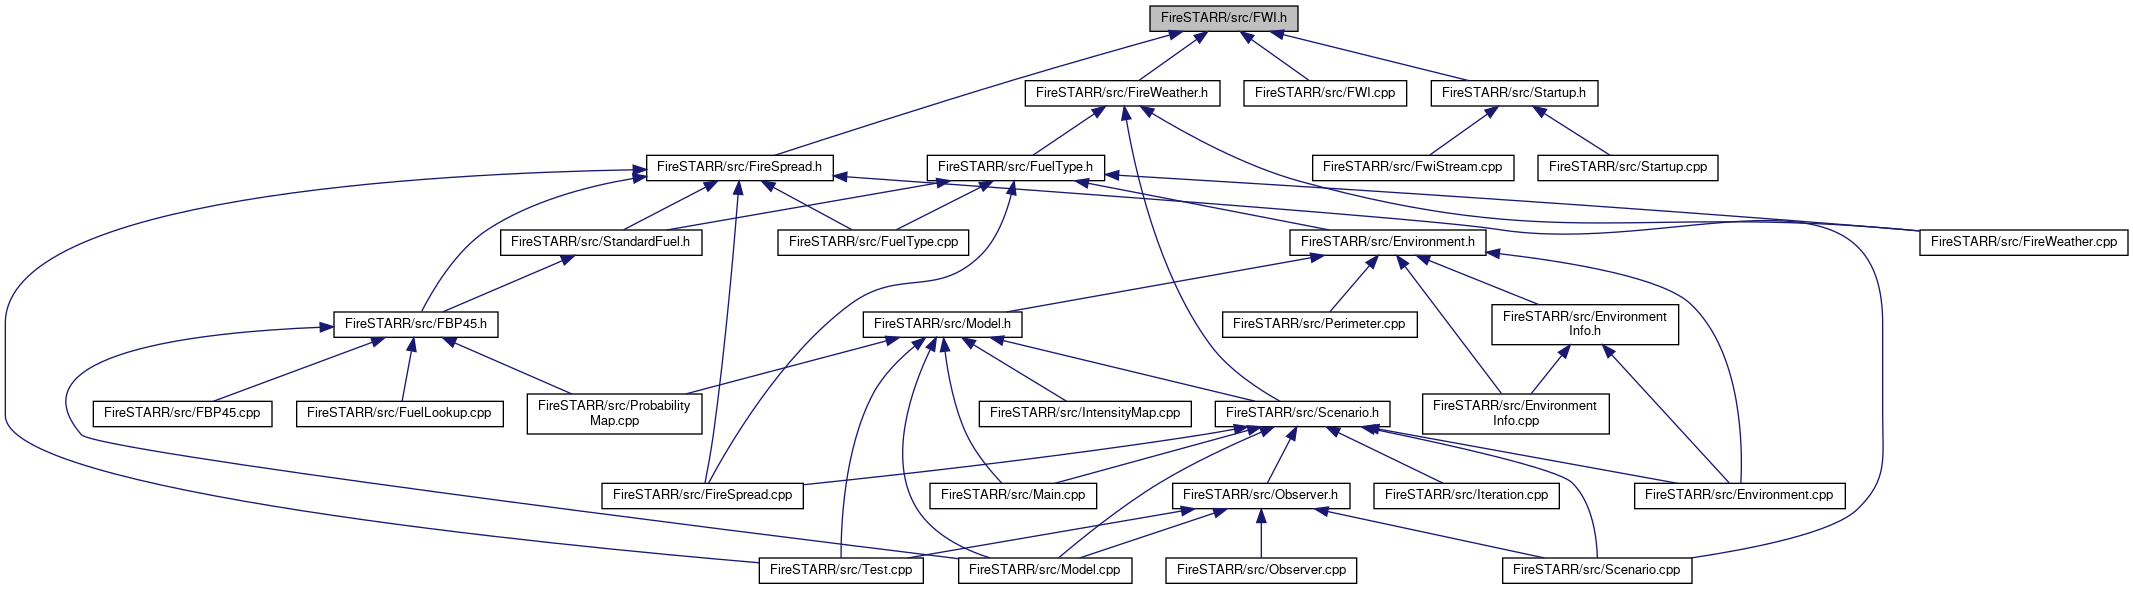 FireSTARR/src/FWI.h
FireSTARR/src/FireWeather.h
FireSTARR/src/FWI.cpp
FireSTARR/src/Startup.h
FireSTARR/src/FireSpread.h
FireSTARR/src/FuelType.h
FireSTARR/src/FwiStream.cpp
FireSTARR/src/Startup.cpp
FireSTARR/src/StandardFuel.h
FireSTARR/src/FuelType.cpp
FireSTARR/src/Environment.h
FireSTARR/src/FireWeather.cpp
FireSTARR/src/FBP45.h
FireSTARR/src/Model.h
FireSTARR/src/Perimeter.cpp
FireSTARR/src/Environment
Info.h
FireSTARR/src/FBP45.cpp
FireSTARR/src/FuelLookup.cpp
FireSTARR/src/Probability
Map.cpp
FireSTARR/src/IntensityMap.cpp
FireSTARR/src/Scenario.h
FireSTARR/src/Environment
Info.cpp
FireSTARR/src/FireSpread.cpp
FireSTARR/src/Main.cpp
FireSTARR/src/Observer.h
FireSTARR/src/Iteration.cpp
FireSTARR/src/Environment.cpp
FireSTARR/src/Test.cpp
FireSTARR/src/Model.cpp
FireSTARR/src/Observer.cpp
FireSTARR/src/Scenario.cpp